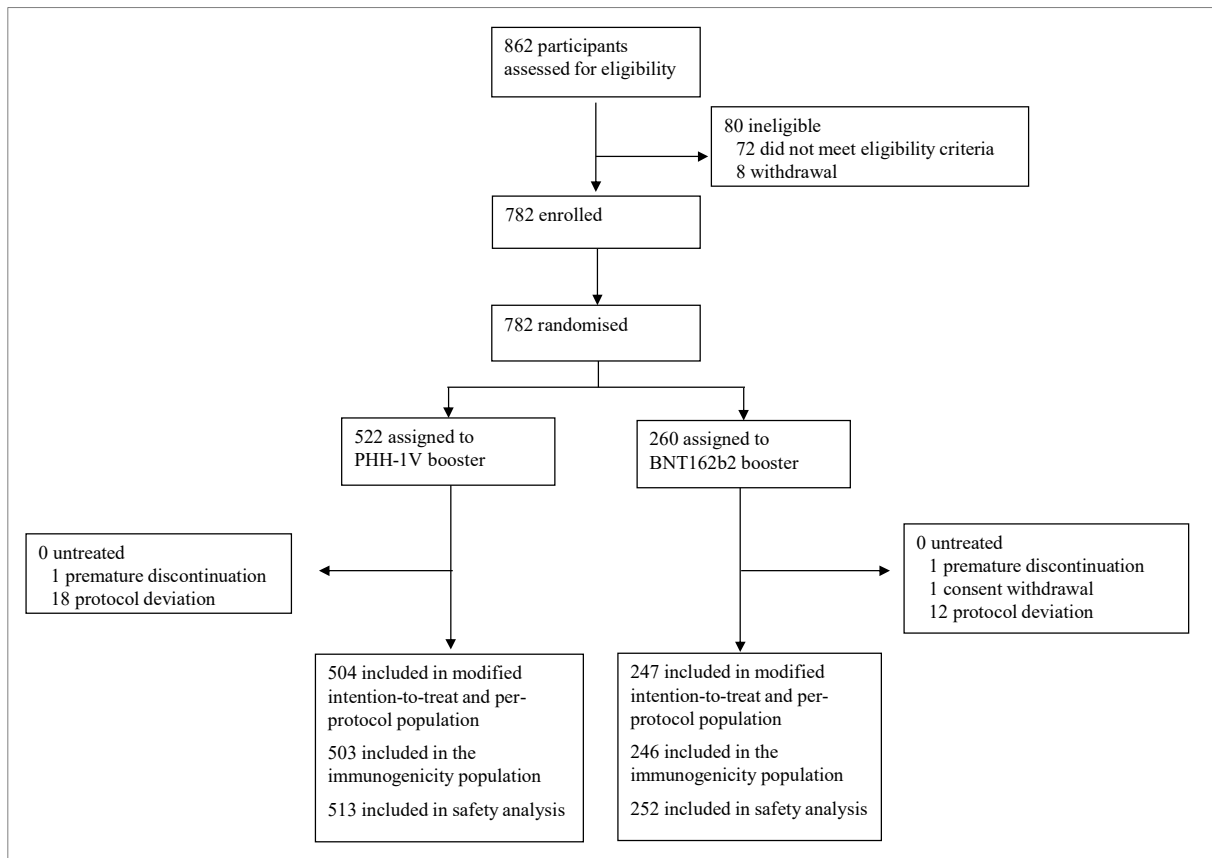 862 participants
assessed for eligibility
80 ineligible
72 did not meet eligibility criteria
8 withdrawal
782 enrolled
782 randomised
522 assigned to
PHH-1V booster
260 assigned to
BNT162b2 booster
0 untreated
1 premature discontinuation
18 protocol deviation
0 untreated
1 premature discontinuation
1 consent withdrawal
12 protocol deviation
504 included in modified
intention-to-treat and per-
protocol population
503 included in the
immunogenicity population
513 included in safety analysis
247 included in modified
intention-to-treat and per-
protocol population
246 included in the
immunogenicity population
252 included in safety analysis